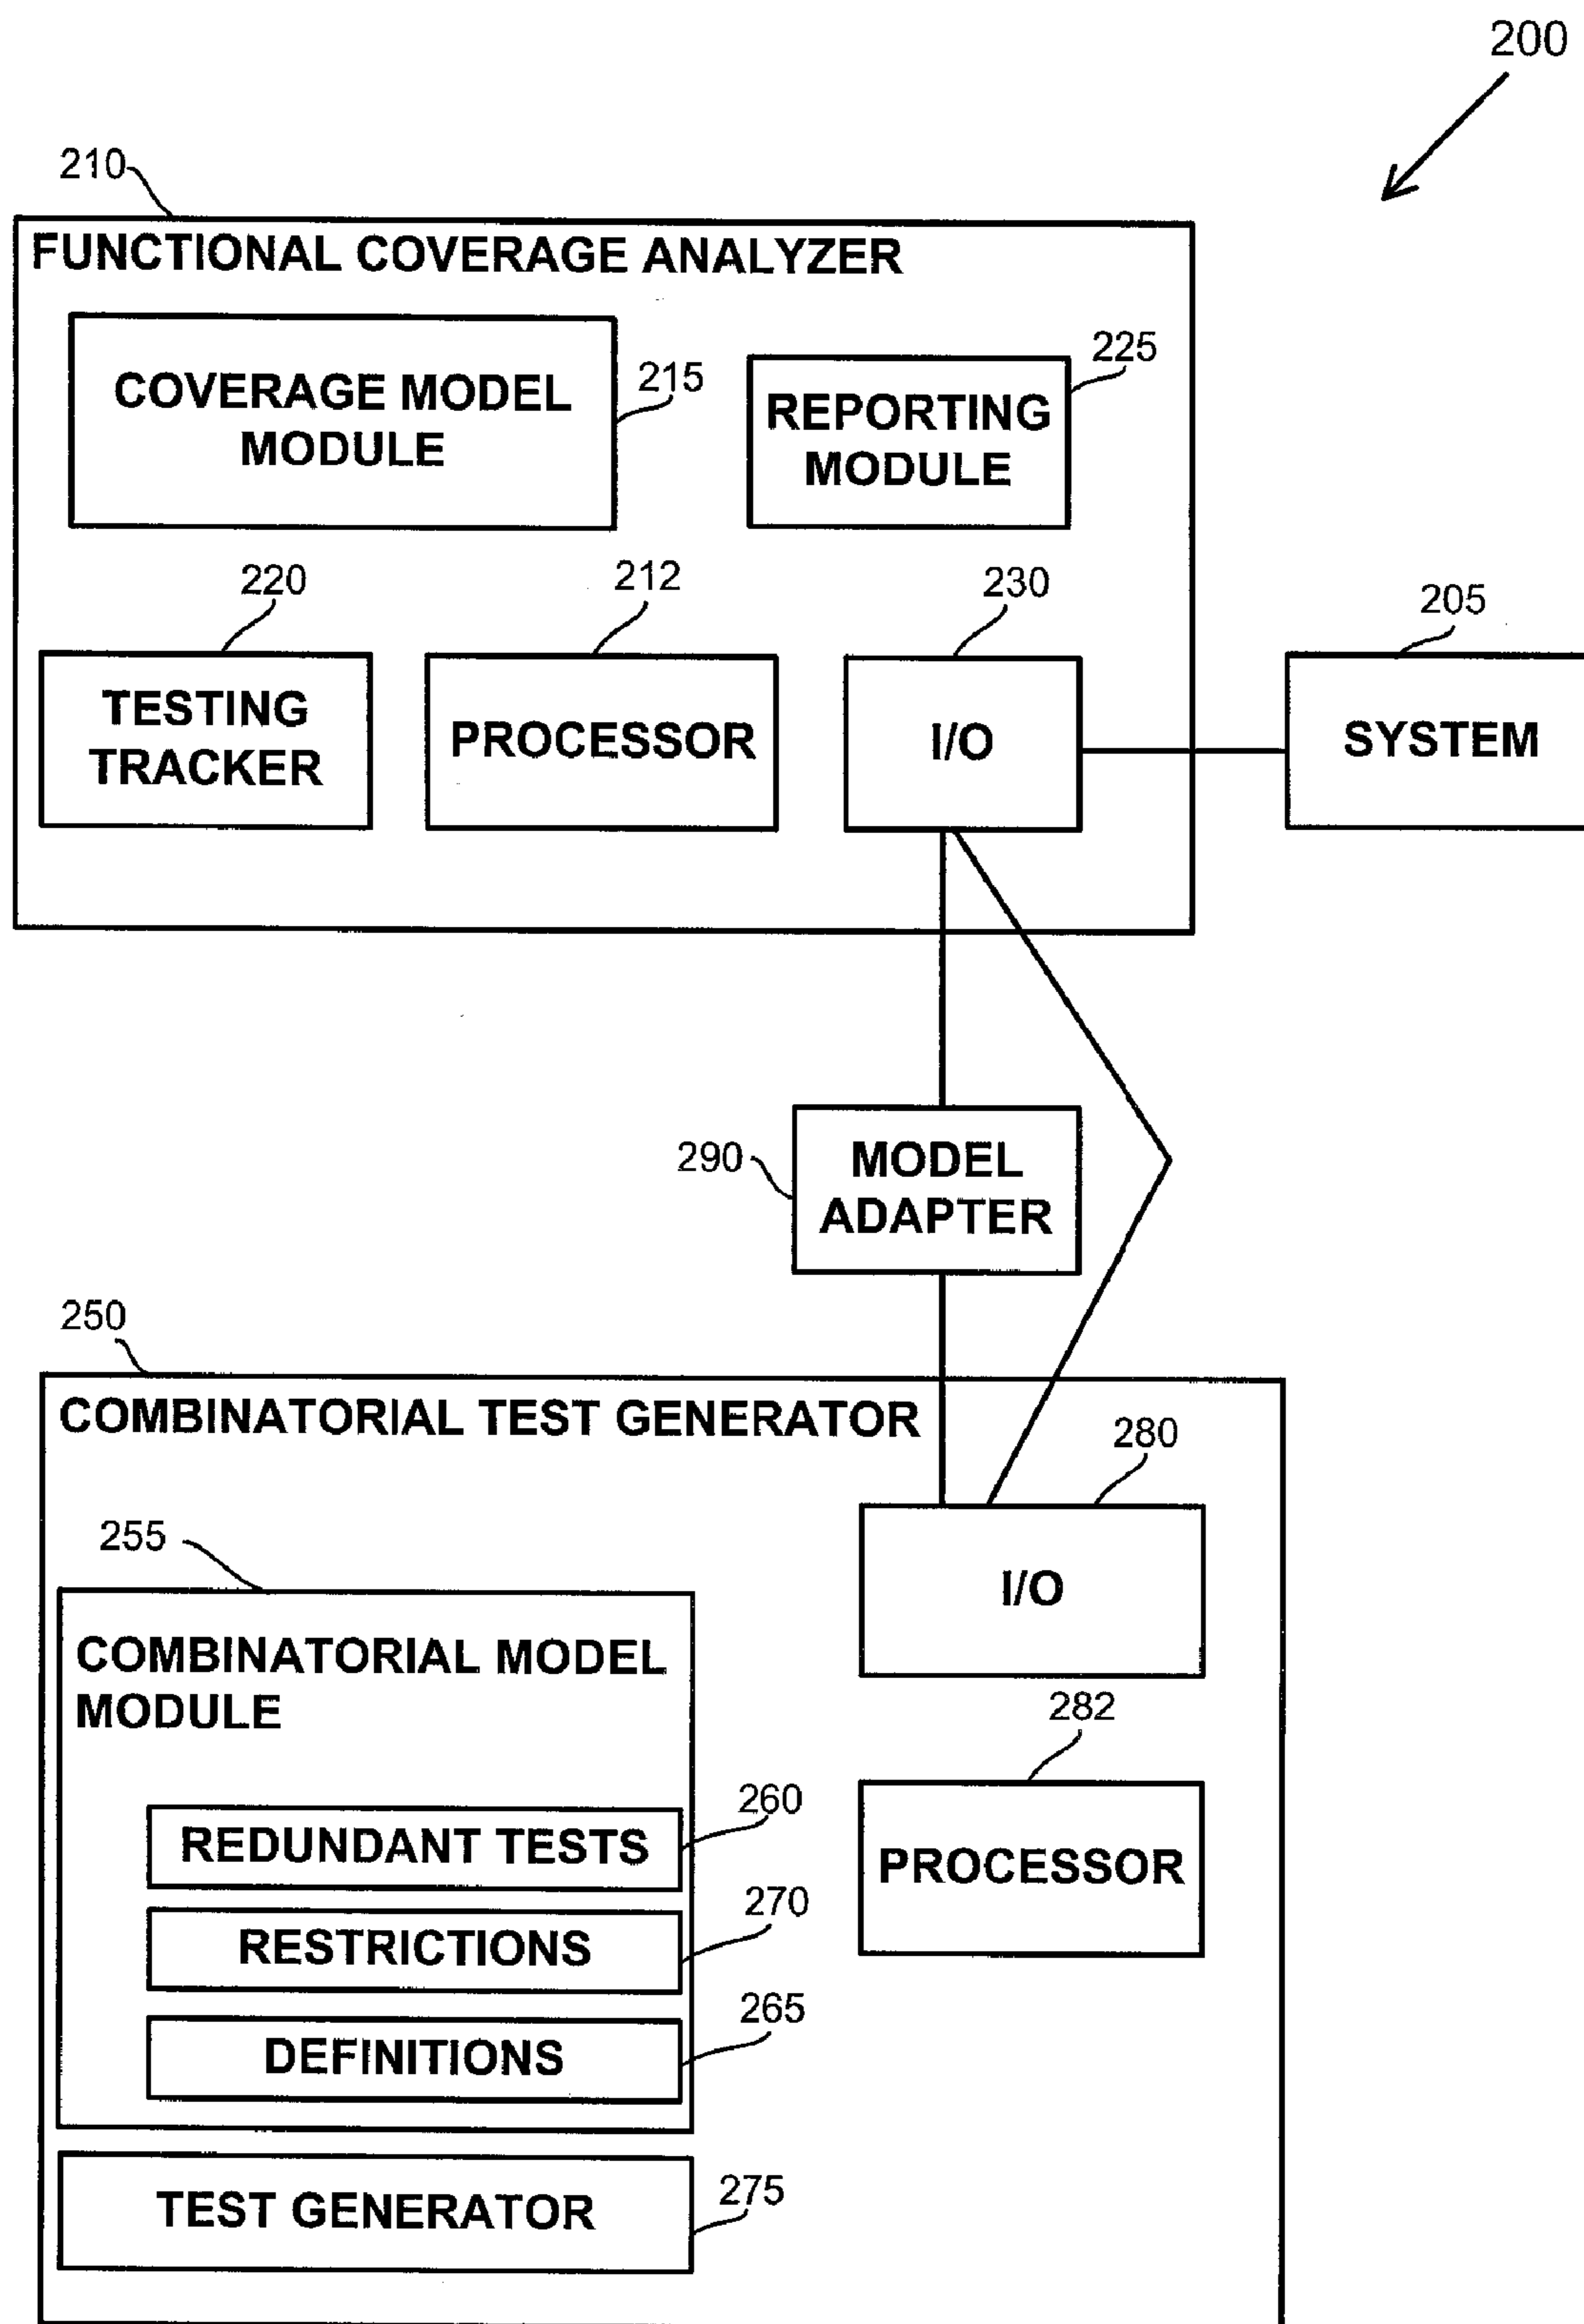 200
210
FUNCTIONAL COVERAGE ANALYZER
COVERAGE MODEL
MODULE
215
225
REPORTING
MODULE
220
212
230
205
TESTING
TRACKER
PROCESSOR
I/O
SYSTEM
290
MODEL
ADAPTER
250
COMBINATORIAL TEST GENERATOR
280
255
I/O
COMBINATORIAL MODEL
MODULE
282
260
REDUNDANT TESTS
PROCESSOR
270
RESTRICTIONS
265
DEFINITIONS
275
TEST GENERATOR